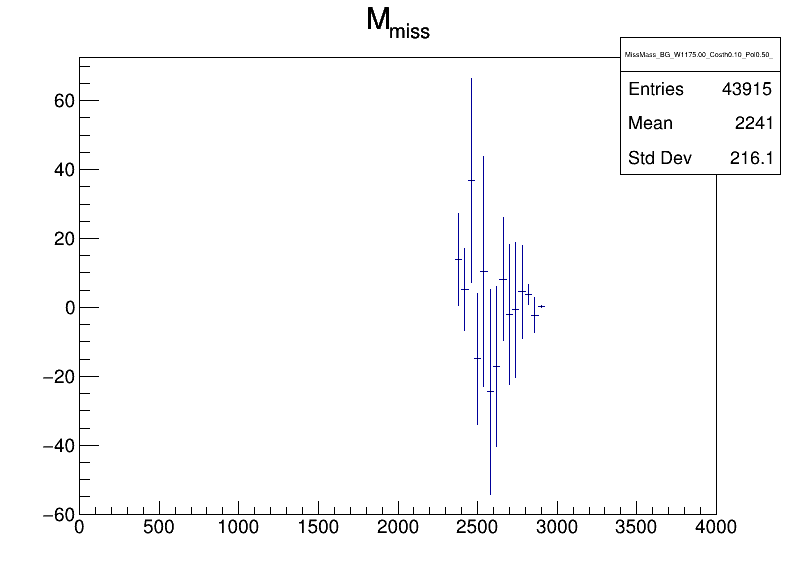 M_miss
MissMass_BG_W1175.00_Costh0.10_Pol0.50_
Entries 43915
Mean 2241
Std Dev 216.1
60
40
20
0
−20
−40
−60
0 500 1000 1500 2000 2500 3000 3500 4000